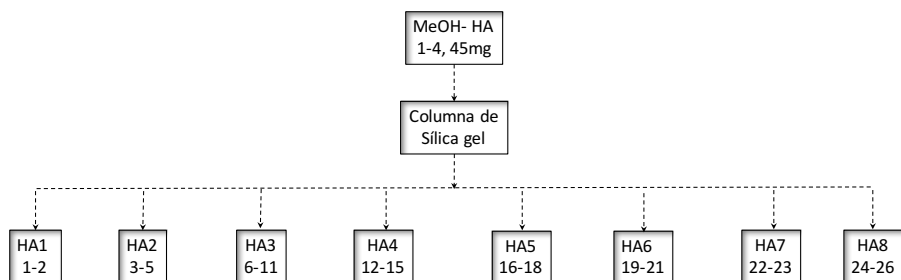 MeOH- HA
1-4, 45mg
Columna de
Sílica gel
HA1
1-2
HA2
3-5
HA3
6-11
HA4
12-15
HA5
16-18
HA6
19-21
HA7
22-23
HA8
24-26